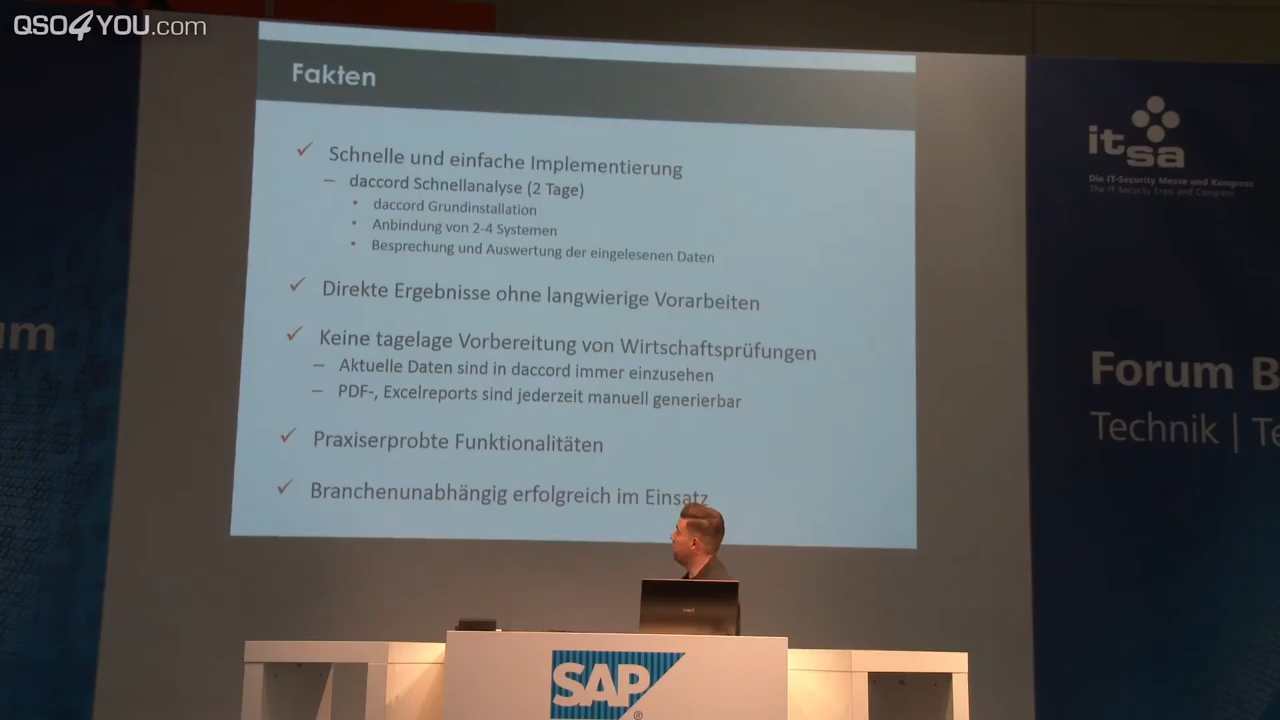 QSO4YOU.com
Fakten
✓ Schnelle und einfache Implementierung
– daccord Schnellanalyse (2 Tage)
• daccord Grundinstallation
• Anbindung von 2-4 Systemen
• Besprechung und Auswertung der eingelesenen Daten
✓ Direkte Ergebnisse ohne langwierige Vorarbeiten
✓ Keine tagelage Vorbereitung von Wirtschaftsprüfungen
– Aktuelle Daten sind in daccord immer einzusehen
– PDF-, Excelreports sind jederzeit manuell generierbar
✓ Praxiserprobte Funktionalitäten
✓ Branchenunabhängig erfolgreich im Einsatz
it sa
Die IT-Security Messe und Kongress
The IT Security Expo and Congress
um
Forum B
Technik | Te
SAP
®